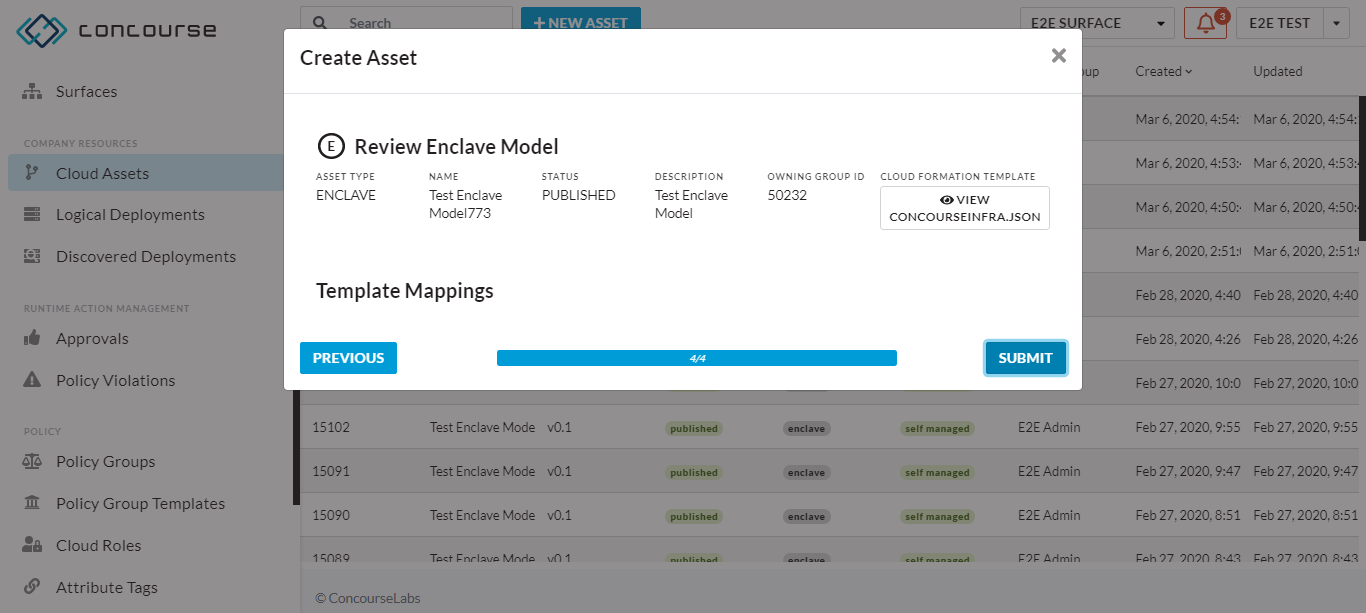 concourse
Search
+ NEW ASSET
E2E SURFACE
3
E2E TEST
Surfaces
COMPANY RESOURCES
Cloud Assets
Logical Deployments
Discovered Deployments
RUNTIME ACTION MANAGEMENT
Approvals
Policy Violations
POLICY
Policy Groups
Policy Group Templates
Cloud Roles
Attribute Tags
Create Asset
E Review Enclave Model
ASSET TYPE NAME STATUS DESCRIPTION OWNING GROUP ID CLOUD FORMATION TEMPLATE
ENCLAVE Test Enclave PUBLISHED Test Enclave 50232 VIEW
Model773 Model CONCOURSEINFRA.JSON
Template Mappings
PREVIOUS 4/4 SUBMIT
Created Updated
Mar 6, 2020, 4:54: Mar 6, 2020, 4:54:
Mar 6, 2020, 4:53: Mar 6, 2020, 4:53:
Mar 6, 2020, 4:50: Mar 6, 2020, 4:50:
Mar 6, 2020, 2:51: Mar 6, 2020, 2:51:
Feb 28, 2020, 4:40 Feb 28, 2020, 4:40
Feb 28, 2020, 4:26 Feb 28, 2020, 4:26
Feb 27, 2020, 10:0 Feb 27, 2020, 10:0
15102 Test Enclave Mode v0.1 published enclave self managed E2E Admin Feb 27, 2020, 9:55 Feb 27, 2020, 9:55
15091 Test Enclave Mode v0.1 published enclave self managed E2E Admin Feb 27, 2020, 9:47 Feb 27, 2020, 9:47
15090 Test Enclave Mode v0.1 published enclave self managed E2E Admin Feb 27, 2020, 8:51 Feb 27, 2020, 8:51
15089 Test Enclave Mode v0.1 published enclave self managed E2E Admin Feb 27, 2020, 8:43 Feb 27, 2020, 8:43
© ConcourseLabs